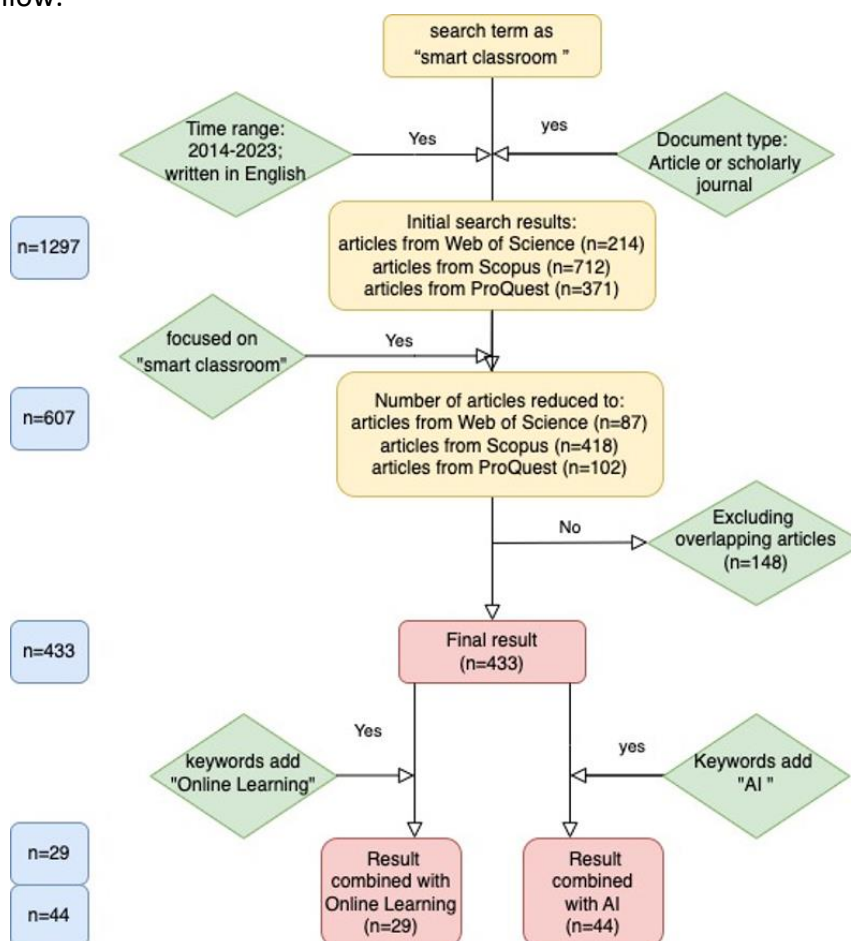 llow:
search term as
“smart classroom ”
Time range:
2014-2023;
written in English
Yes
yes
Document type:
Article or scholarly
journal
n=1297
Initial search results:
articles from Web of Science (n=214)
articles from Scopus (n=712)
articles from ProQuest (n=371)
focused on
"smart classroom"
Yes
n=607
Number of articles reduced to:
articles from Web of Science (n=87)
articles from Scopus (n=418)
articles from ProQuest (n=102)
No
Excluding
overlapping articles
(n=148)
n=433
Final result
(n=433)
Yes
keywords add
"Online Learning"
yes
Keywords add
"AI "
n=29
n=44
Result
combined with
Online Learning
(n=29)
Result
combined
with AI
(n=44)